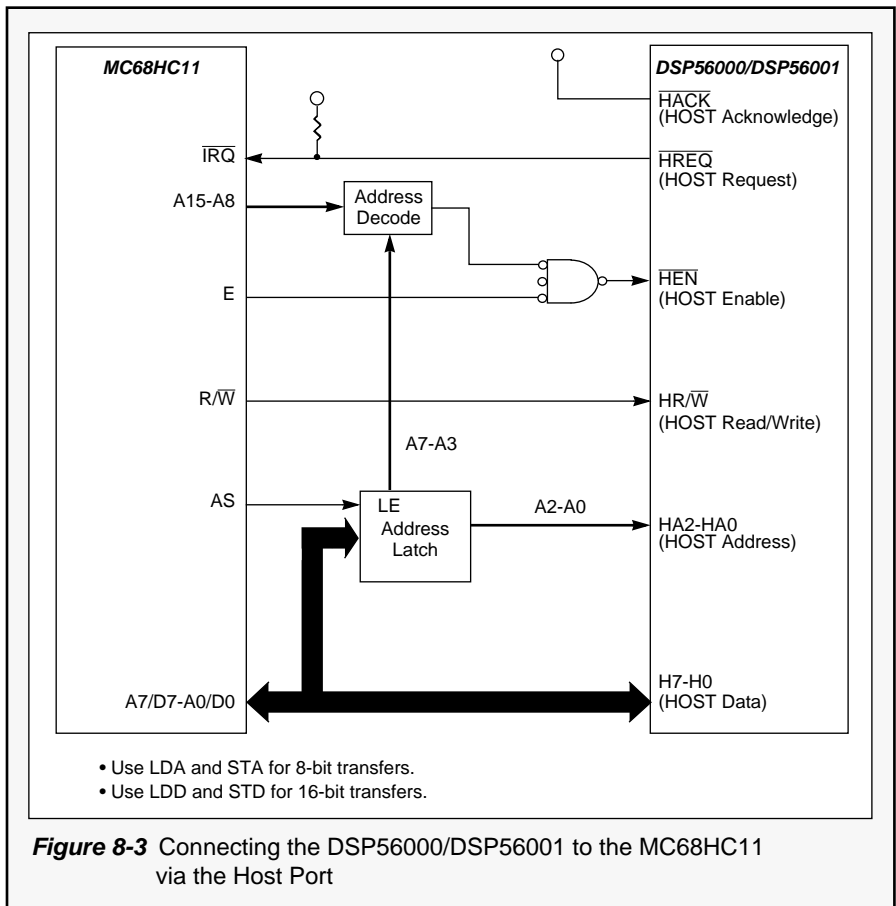 MC68HC11
DSP56000/DSP56001
HACK
(HOST Acknowledge)
IRQ
HREQ
(HOST Request)
A15-A8
Address
Decode
E
HEN
(HOST Enable)
R/W
HR/W
(HOST Read/Write)
A7-A3
AS
LE
Address
Latch
A2-A0
HA2-HA0
(HOST Address)
A7/D7-A0/D0
H7-H0
(HOST Data)
• Use LDA and STA for 8-bit transfers.
• Use LDD and STD for 16-bit transfers.
Figure 8-3 Connecting the DSP56000/DSP56001 to the MC68HC11
via the Host Port